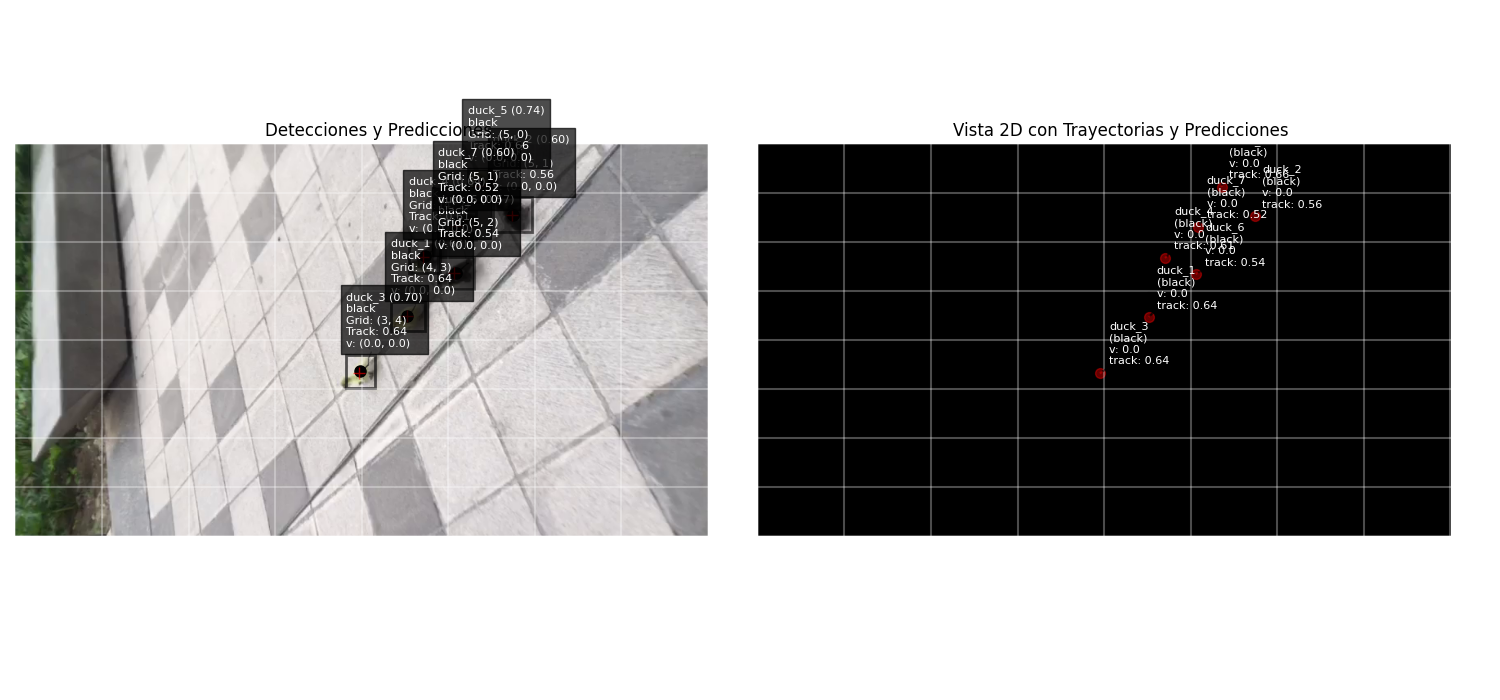 Detecciones y Predicciones
duck_5 (0.74)
black
Grid: (5, 0)
(0.60)
Track: 0.56
duck_7 (0.60)
black
Grid: (5, 1)
Track: 0.52
v: (0.0, 0.0)
Grid: (5, 2)
Track: 0.54
v: (0.0, 0.0)
duck_1
black
Grid: (4, 3)
Track: 0.64
v: (0.0, 0.0)
duck_3 (0.70)
black
Grid: (3, 4)
Track: 0.64
v: (0.0, 0.0)
Vista 2D con Trayectorias y Predicciones
(black)
v: 0.0
track: 0.66
duck_2
(black)
v: 0.0
track: 0.56
duck_7
(black)
v: 0.0
track: 0.52
duck_4
(black)
v: 0.0
duck_6
(black)
v: 0.0
track: 0.54
duck_1
(black)
v: 0.0
track: 0.64
duck_3
(black)
v: 0.0
track: 0.64